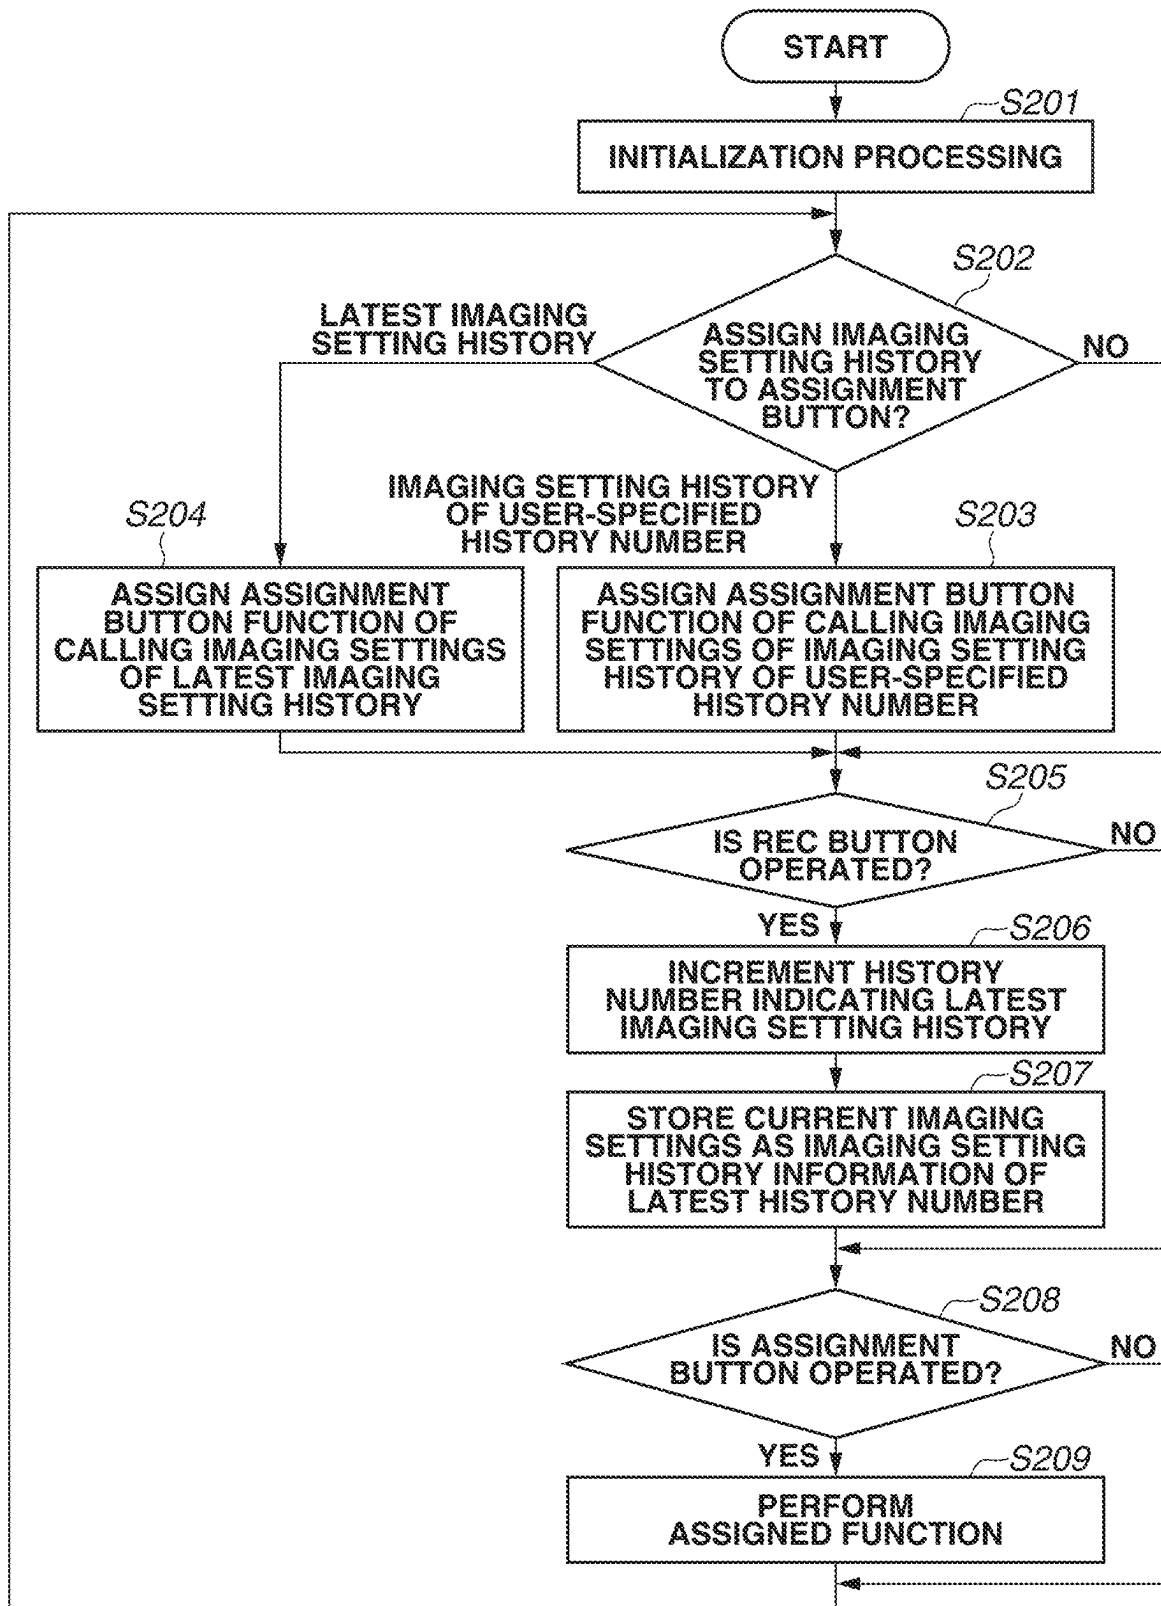 START
S201
INITIALIZATION PROCESSING
S202
LATEST IMAGING
SETTING HISTORY
ASSIGN IMAGING
SETTING HISTORY
TO ASSIGNMENT
BUTTON?
NO
IMAGING SETTING HISTORY
OF USER-SPECIFIED
HISTORY NUMBER
S204
S203
ASSIGN ASSIGNMENT
BUTTON FUNCTION OF
CALLING IMAGING SETTINGS
OF LATEST IMAGING
SETTING HISTORY
ASSIGN ASSIGNMENT BUTTON
FUNCTION OF CALLING IMAGING
SETTINGS OF IMAGING SETTING
HISTORY OF USER-SPECIFIED
HISTORY NUMBER
S205
IS REC BUTTON
OPERATED?
NO
YES
S206
INCREMENT HISTORY
NUMBER INDICATING LATEST
IMAGING SETTING HISTORY
S207
STORE CURRENT IMAGING
SETTINGS AS IMAGING SETTING
HISTORY INFORMATION OF
LATEST HISTORY NUMBER
S208
IS ASSIGNMENT
BUTTON OPERATED?
NO
YES
S209
PERFORM
ASSIGNED FUNCTION